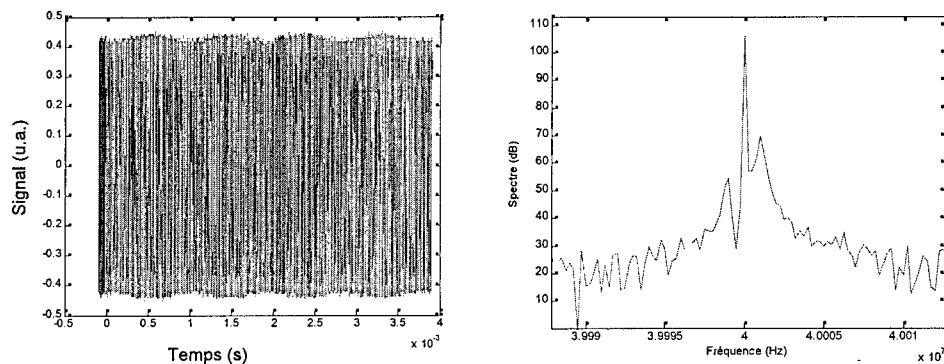 0.5
0.4
0.3
0.2
0.1
0
-0.1
-0.2
-0.3
-0.4
-0.5
Signal (u.a.)
-0.5 0 0.5 1 1.5 2 2.5 3 3.5 4
x 10⁻³
Temps (s)
110
100
90
80
70
60
50
40
30
20
10
Spectre (dB)
3.999 3.9995 4 4.0005 4.001
Fréquence (Hz)
x 10⁷